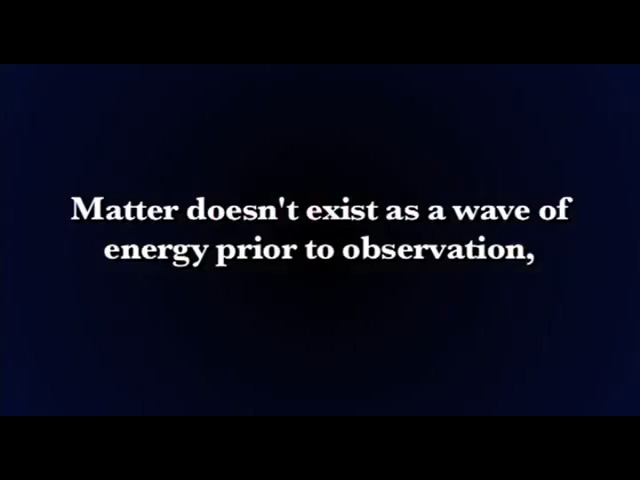 Matter doesn't exist as a wave of
energy prior to observation,